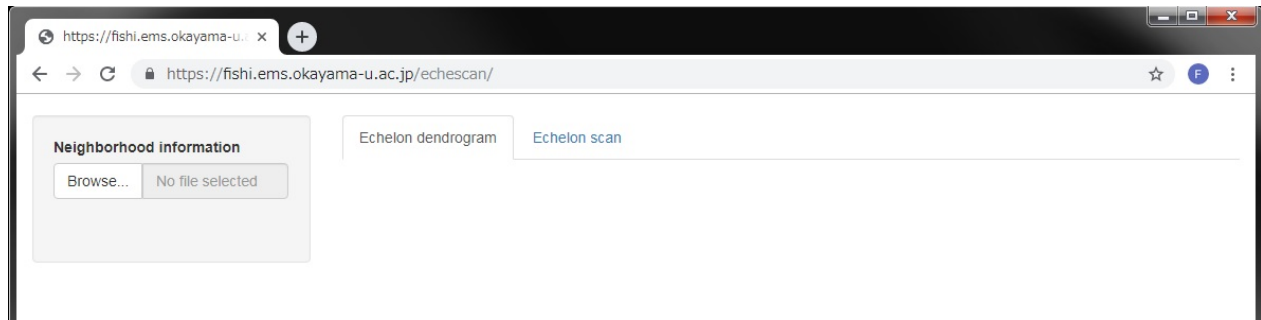 https://fishi.ems.okayama-u.
https://fishi.ems.okayama-u.ac.jp/echescan/
F
Neighborhood information
Browse... No file selected
Echelon dendrogram Echelon scan